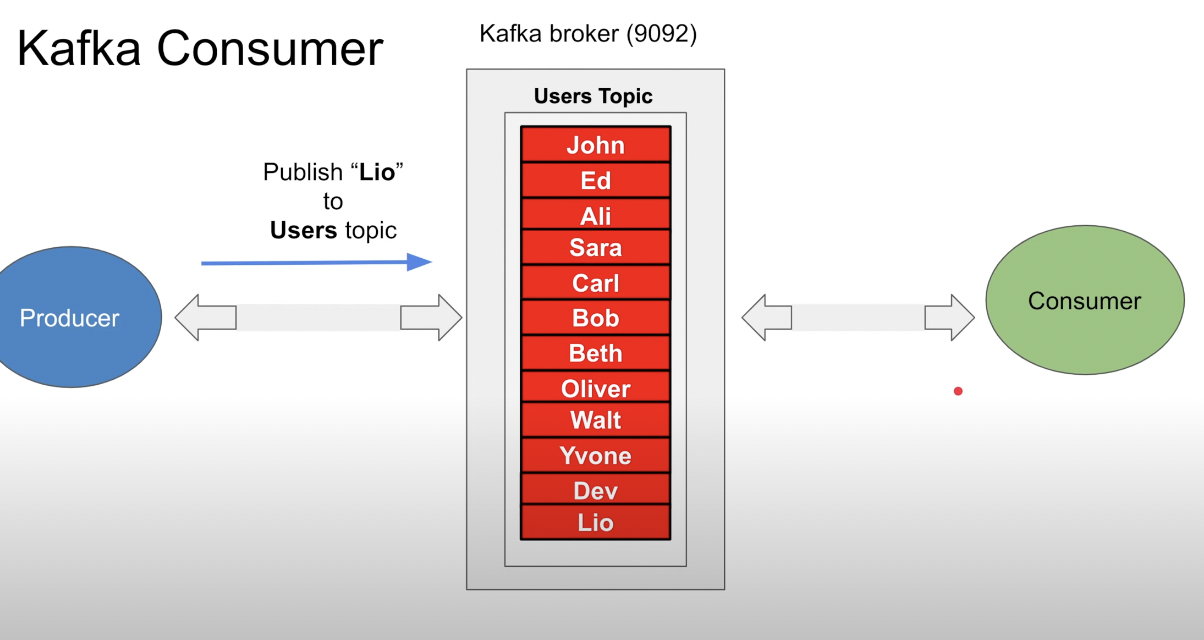 Kafka Consumer
Kafka broker (9092)
Users Topic
Publish “Lio”
to
Users topic
Producer
John
Ed
Ali
Sara
Carl
Bob
Beth
Oliver
Walt
Yvone
Dev
Lio
Consumer